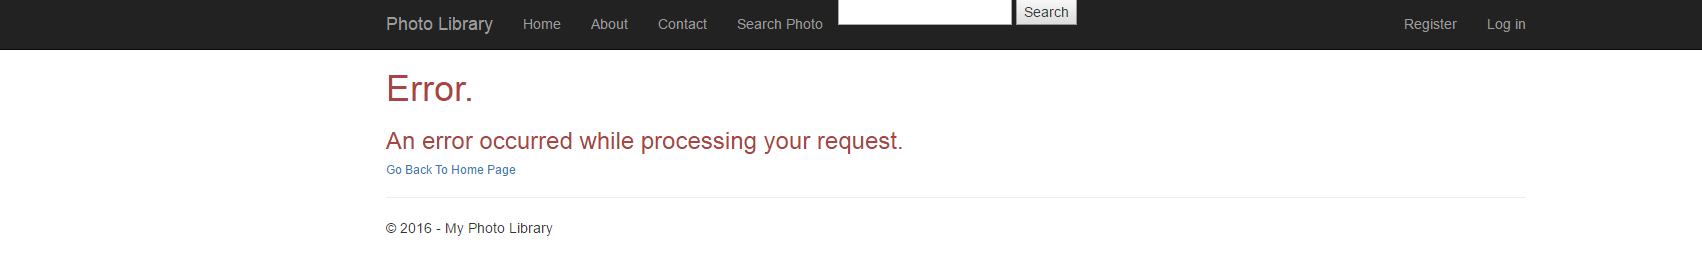 Photo Library Home About Contact Search Photo Search Register Log in
Error.
An error occurred while processing your request.
Go Back To Home Page
© 2016 - My Photo Library